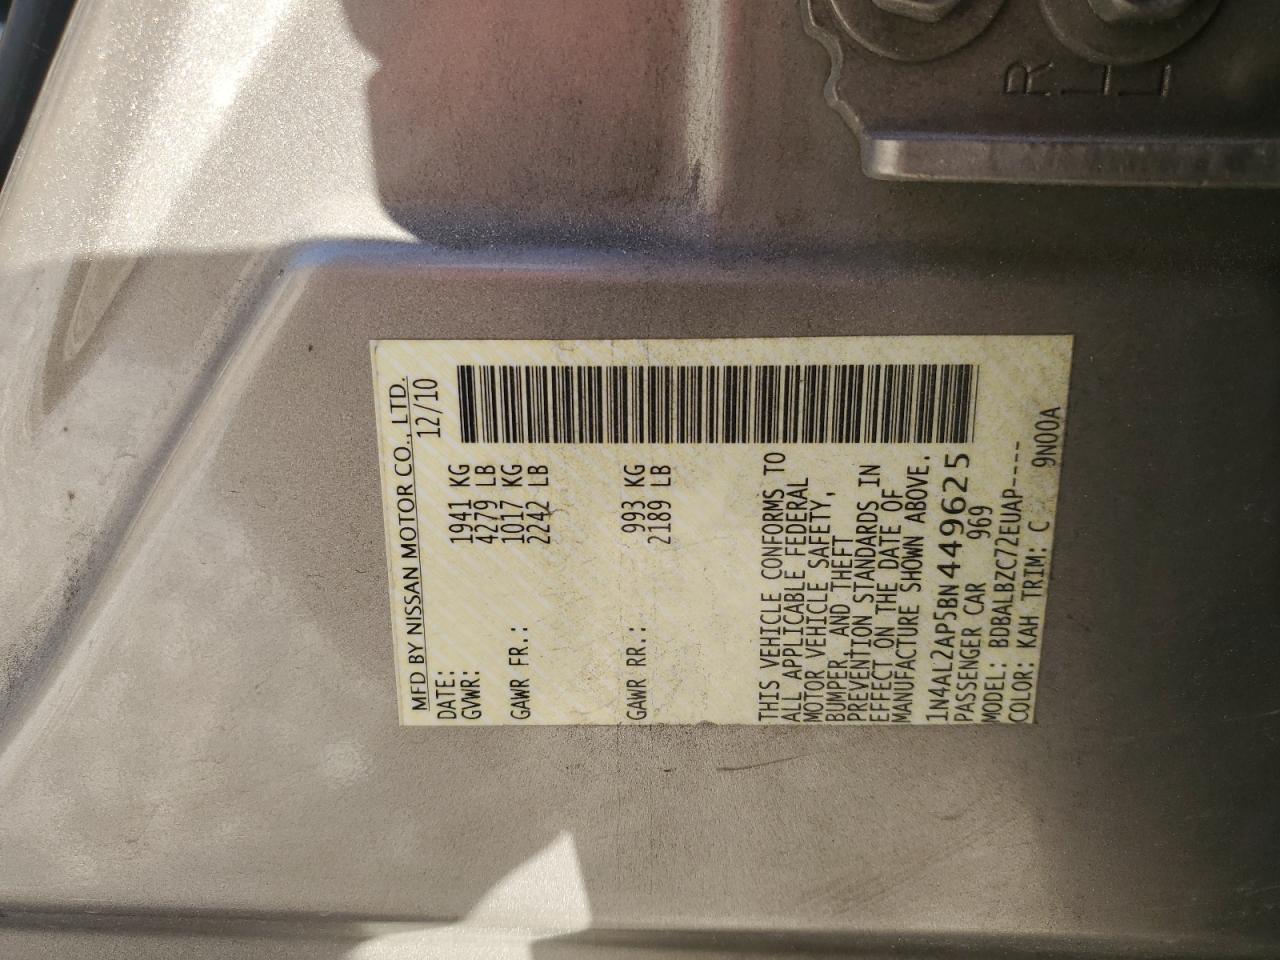 MFD BY NISSAN MOTOR CO., LTD.
DATE: 12/10
GVWR: 1941 KG
4279 LB
GAWR FR.: 1017 KG
2242 LB
GAWR RR.: 993 KG
2189 LB
THIS VEHICLE CONFORMS TO
ALL APPLICABLE FEDERAL
MOTOR VEHICLE SAFETY,
BUMPER, AND THEFT
PREVENTION STANDARDS IN
EFFECT ON THE DATE OF
MANUFACTURE SHOWN ABOVE.
1N4AL2AP5BN449625
PASSENGER CAR 969
MODEL: BDBALBZC72EUAP----
COLOR: KAH TRIM: C 9N00A